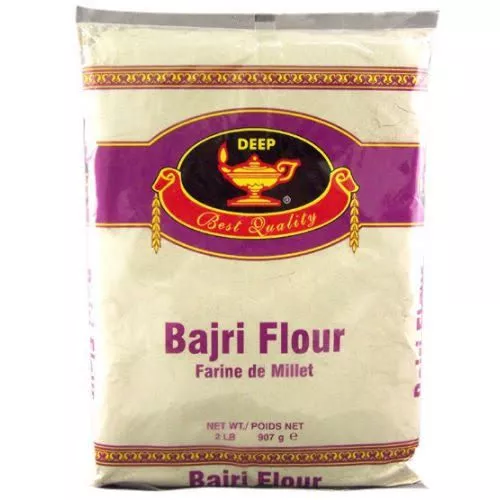 DEEP
®
Best Quality
Bajri Flour
Farine de Millet
NET WT./ POIDS NET
2 LB 907 g ℮
Bajri Flour